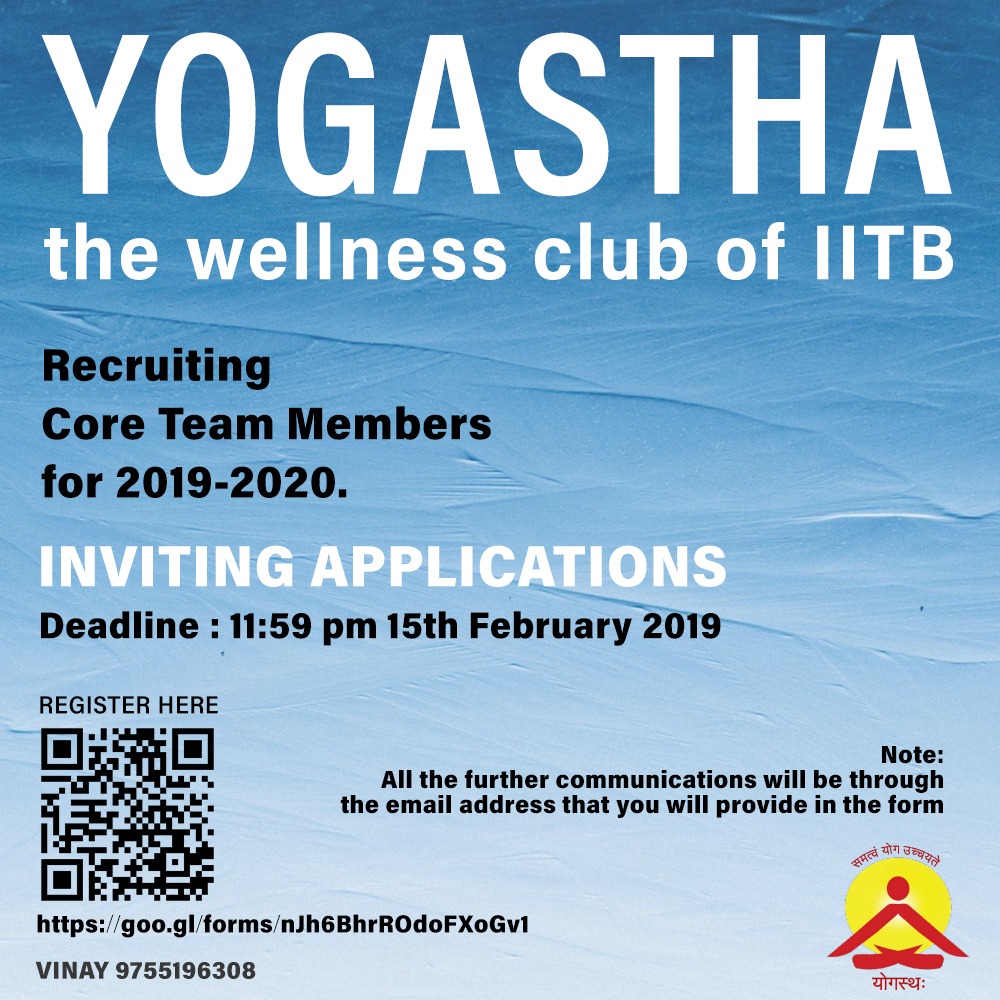 YOGASTHA
the wellness club of IITB
Recruiting
Core Team Members
for 2019-2020.
INVITING APPLICATIONS
Deadline : 11:59 pm 15th February 2019
REGISTER HERE
Note:
All the further communications will be through
the email address that you will provide in the form
https://goo.gl/forms/nJh6BhrROdoFXoGv1
VINAY 9755196308
समत्वं योग उच्चयते
योगस्थः